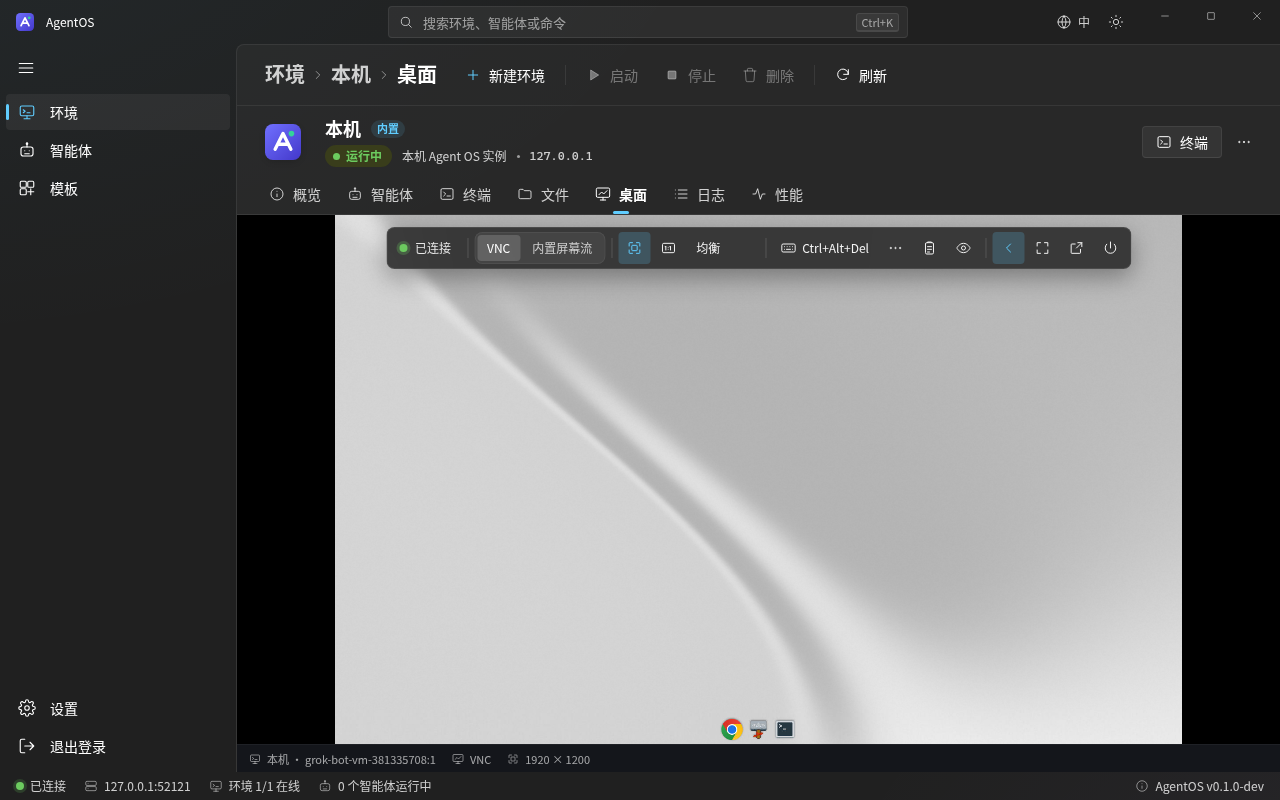 AgentOS
搜索环境、智能体或命令
Ctrl+K
中
环境
智能体
模板
设置
退出登录
环境 本机 桌面
新建环境
启动
停止
删除
刷新
本机 内置
运行中 本机 Agent OS 实例 • 127.0.0.1
终端
概览 智能体 终端 文件 桌面 日志 性能
已连接 VNC 内置屏幕流 均衡 Ctrl+Alt+Del
本机 • grok-bot-vm-381335708:1 VNC 1920 × 1200
已连接 127.0.0.1:52121 环境 1/1 在线 0 个智能体运行中 AgentOS v0.1.0-dev